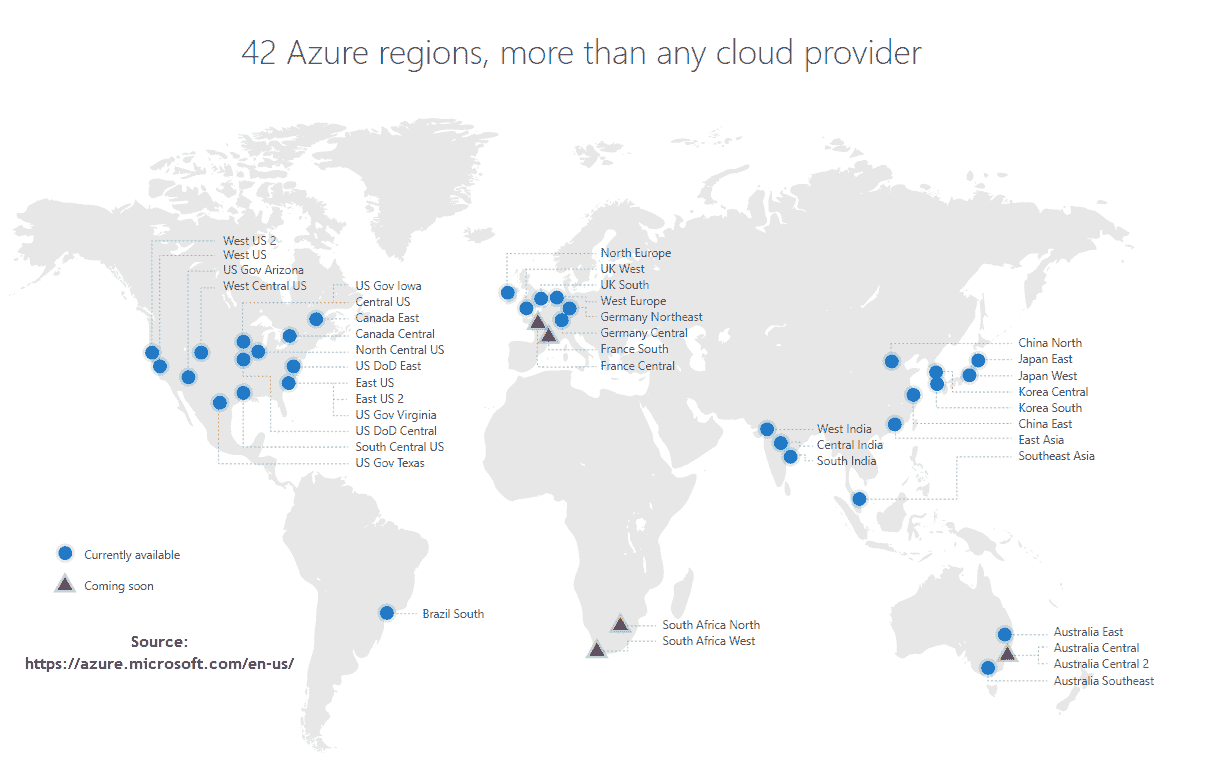 42 Azure regions, more than any cloud provider
West US 2
West US
US Gov Arizona
West Central US
US Gov Iowa
Central US
Canada East
Canada Central
North Central US
US DoD East
East US
East US 2
US Gov Virginia
US DoD Central
South Central US
US Gov Texas
North Europe
UK West
UK South
West Europe
Germany Northeast
Germany Central
France South
France Central
China North
Japan East
Japan West
Korea Central
Korea South
China East
East Asia
Southeast Asia
West India
Central India
South India
Currently available
Coming soon
Brazil South
South Africa North
South Africa West
Australia East
Australia Central
Australia Central 2
Australia Southeast
Source:
https://azure.microsoft.com/en-us/